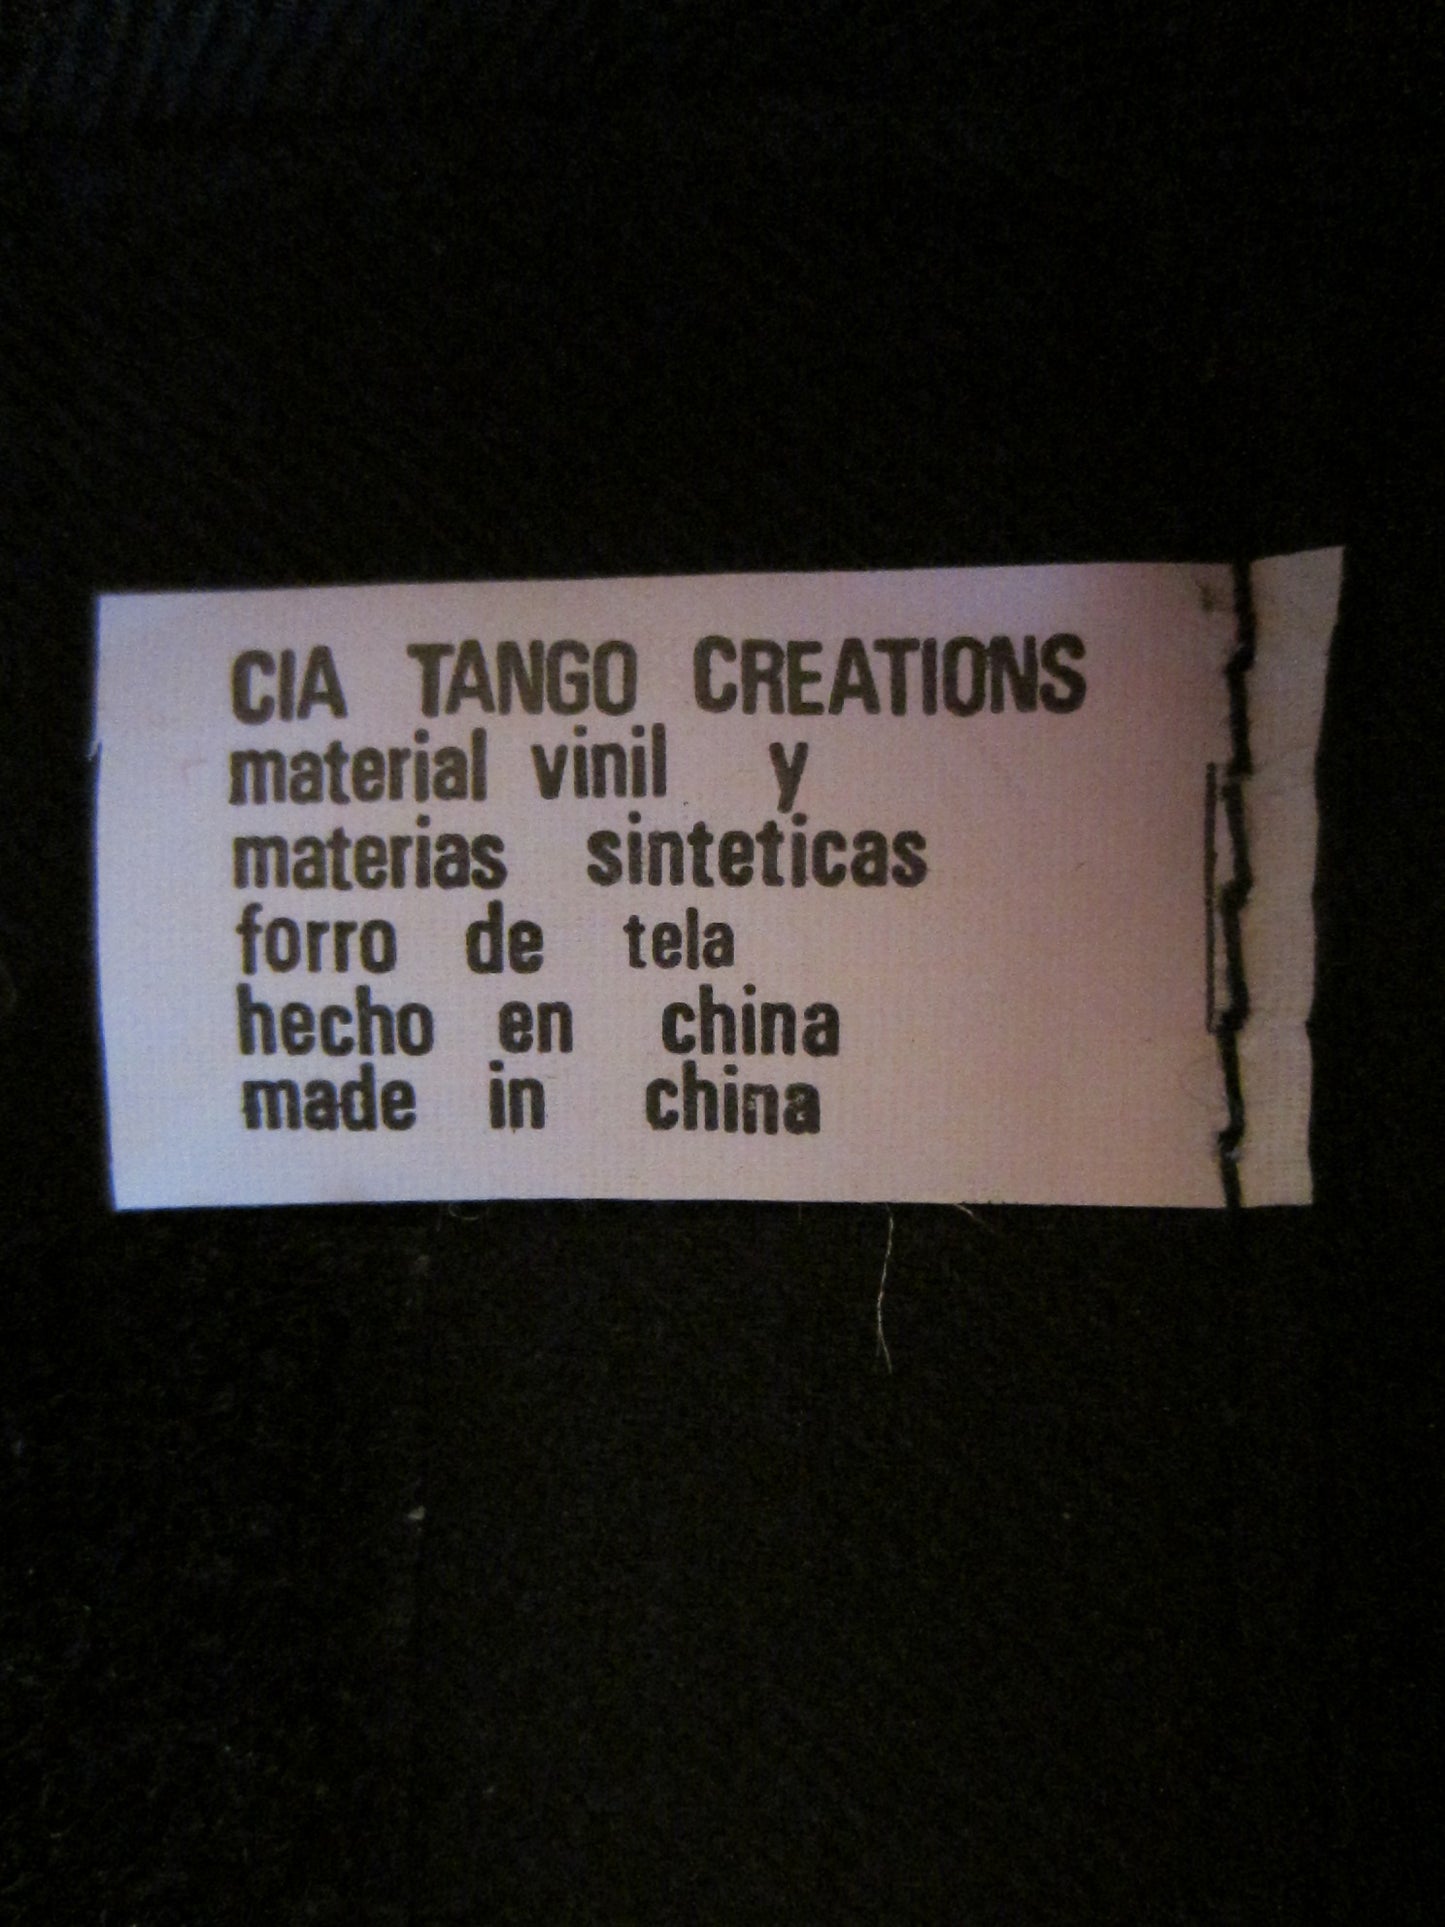 CIA TANGO CREATIONS
material vinil y
materias sinteticas
forro de tela
hecho en china
made in china